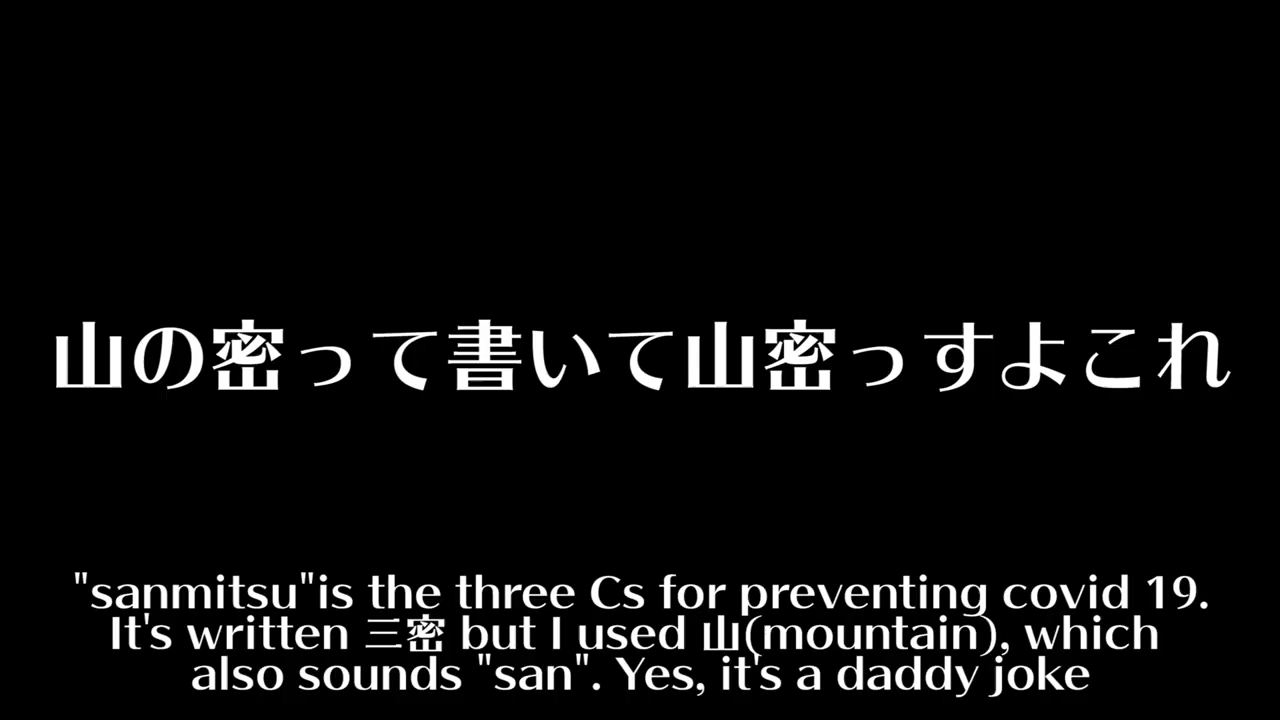 山の密って書いて山密っすよこれ
"sanmitsu"is the three Cs for preventing covid 19.
It's written 三密 but I used 山(mountain), which
also sounds "san". Yes, it's a daddy joke